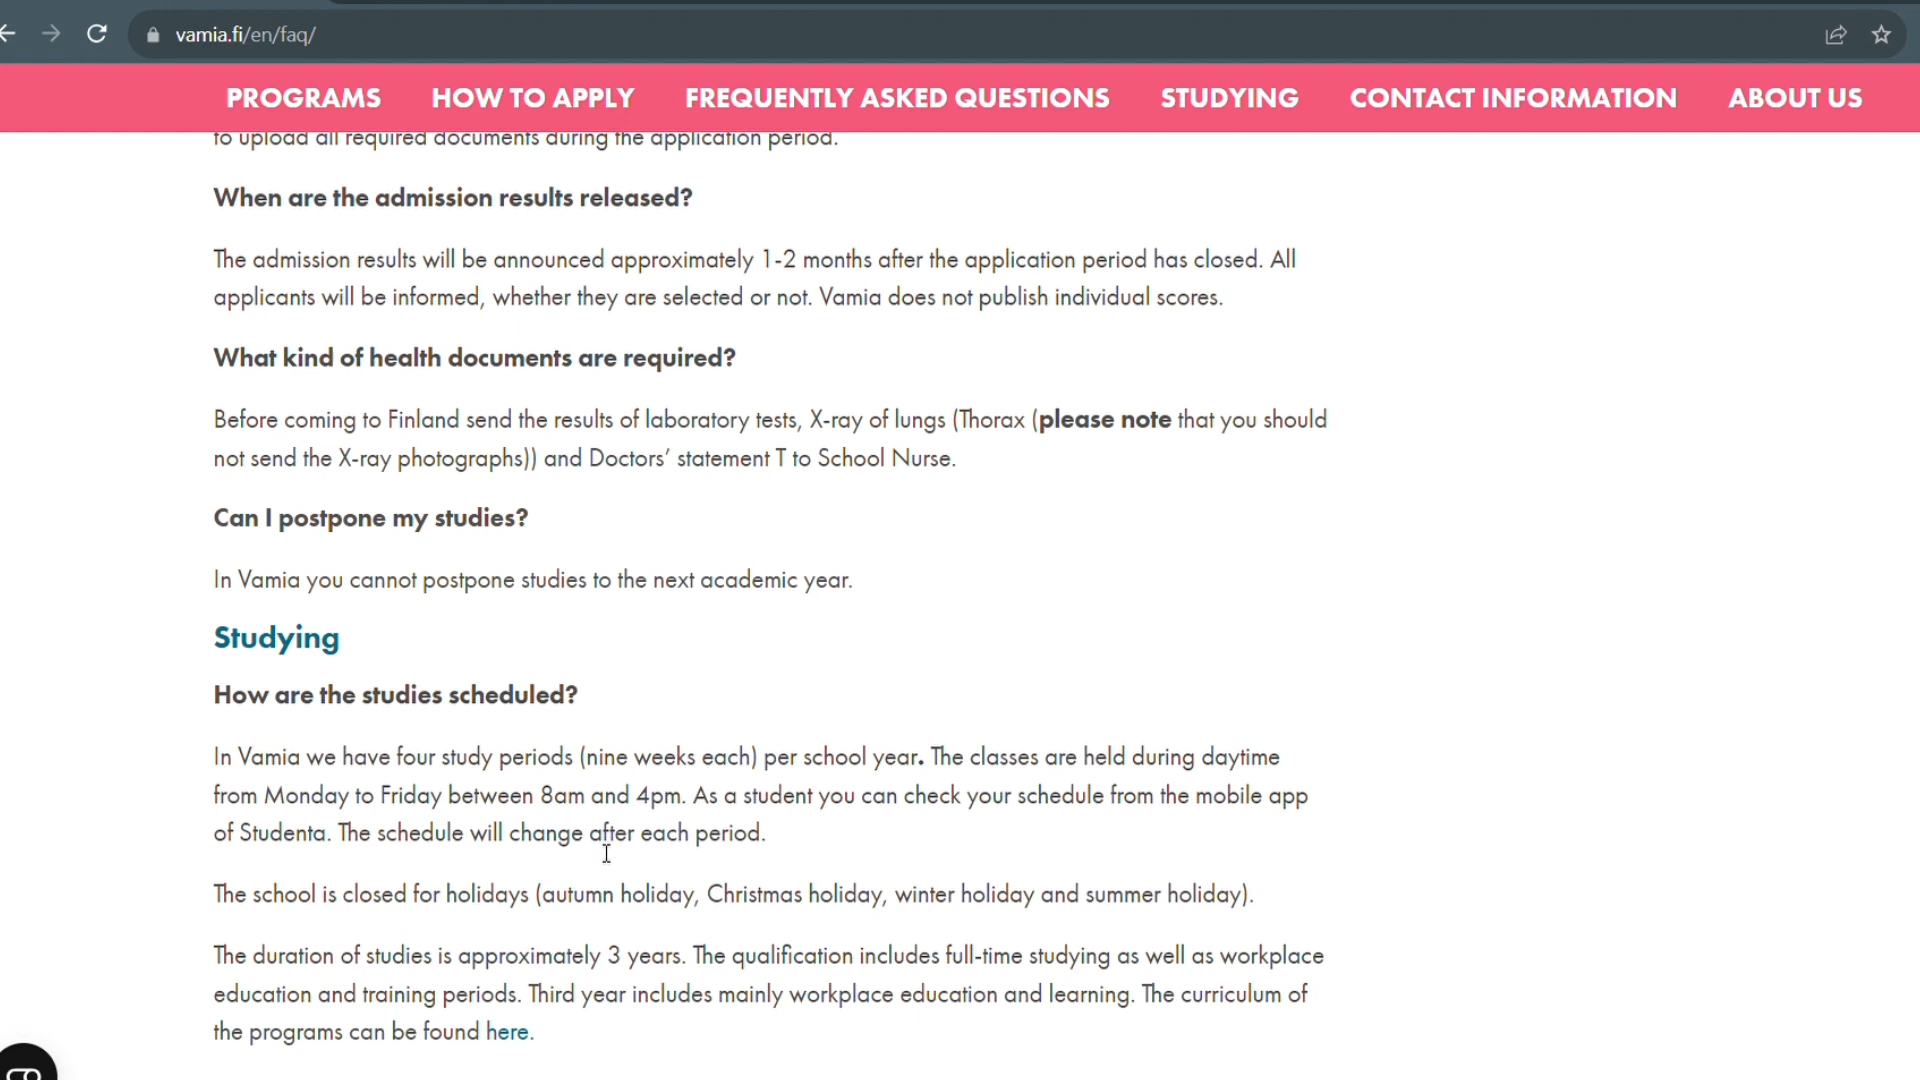 vamia.fi/en/faq/
PROGRAMS HOW TO APPLY FREQUENTLY ASKED QUESTIONS STUDYING CONTACT INFORMATION ABOUT US
to upload all required documents during the application period.
When are the admission results released?
The admission results will be announced approximately 1-2 months after the application period has closed. All
applicants will be informed, whether they are selected or not. Vamia does not publish individual scores.
What kind of health documents are required?
Before coming to Finland send the results of laboratory tests, X-ray of lungs (Thorax (please note that you should
not send the X-ray photographs)) and Doctors’ statement T to School Nurse.
Can I postpone my studies?
In Vamia you cannot postpone studies to the next academic year.
Studying
How are the studies scheduled?
In Vamia we have four study periods (nine weeks each) per school year. The classes are held during daytime
from Monday to Friday between 8am and 4pm. As a student you can check your schedule from the mobile app
of Studenta. The schedule will change after each period.
The school is closed for holidays (autumn holiday, Christmas holiday, winter holiday and summer holiday).
The duration of studies is approximately 3 years. The qualification includes full-time studying as well as workplace
education and training periods. Third year includes mainly workplace education and learning. The curriculum of
the programs can be found here.